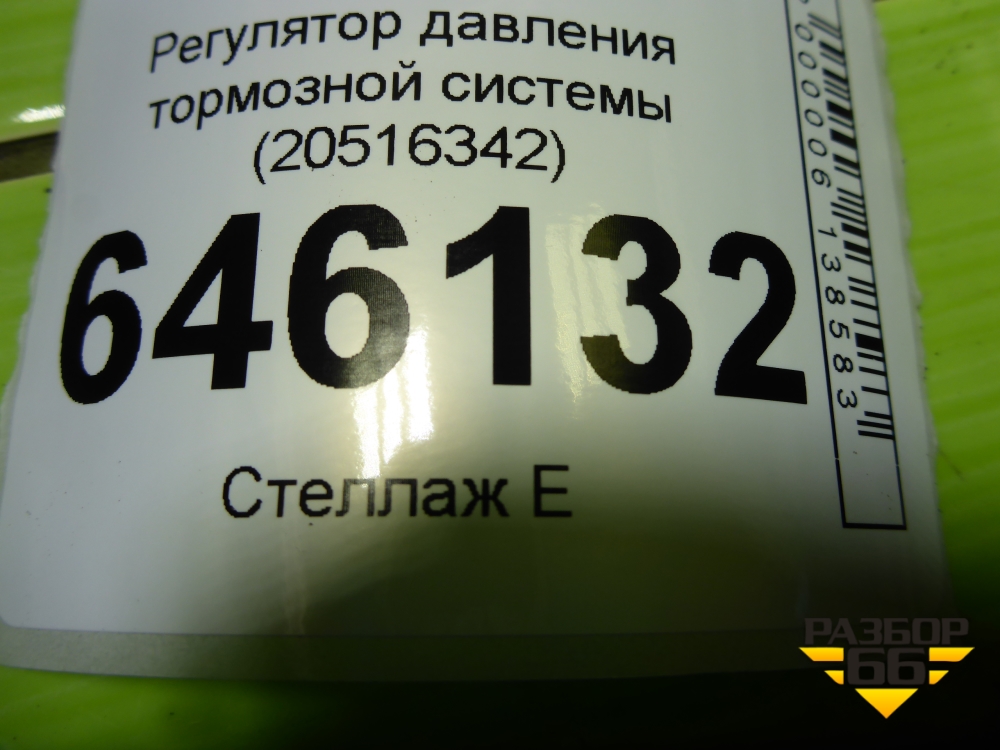 Регулятор давления
тормозной системы
(20516342)
646132
Стеллаж Е
000006138583
РАЗБОР
66